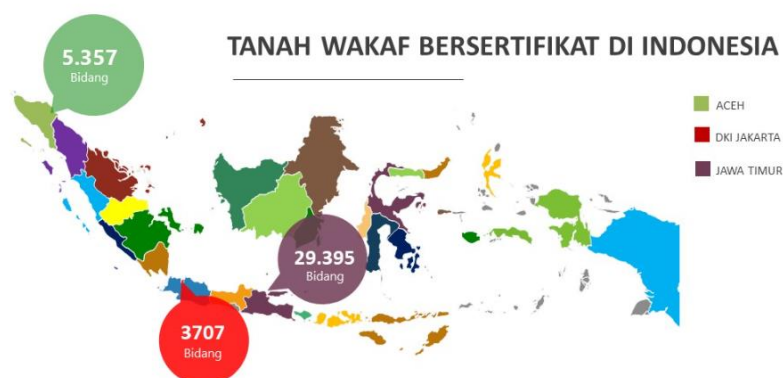 TANAH WAKAF BERSERTIFIKAT DI INDONESIA
5.357
Bidang
ACEH
DKI JAKARTA
JAWA TIMUR
29.395
Bidang
3707
Bidang